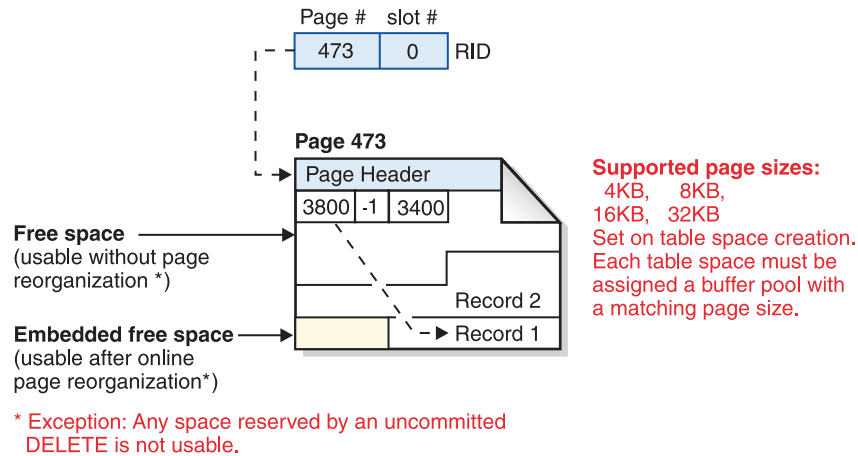 Page # slot #
473 0 RID
Page 473
Page Header
3800 -1 3400
Free space
(usable without page
reorganization *)
Record 2
Embedded free space
(usable after online
page reorganization*)
Record 1
Supported page sizes:
4KB, 8KB,
16KB, 32KB
Set on table space creation.
Each table space must be
assigned a buffer pool with
a matching page size.
* Exception: Any space reserved by an uncommitted
DELETE is not usable.